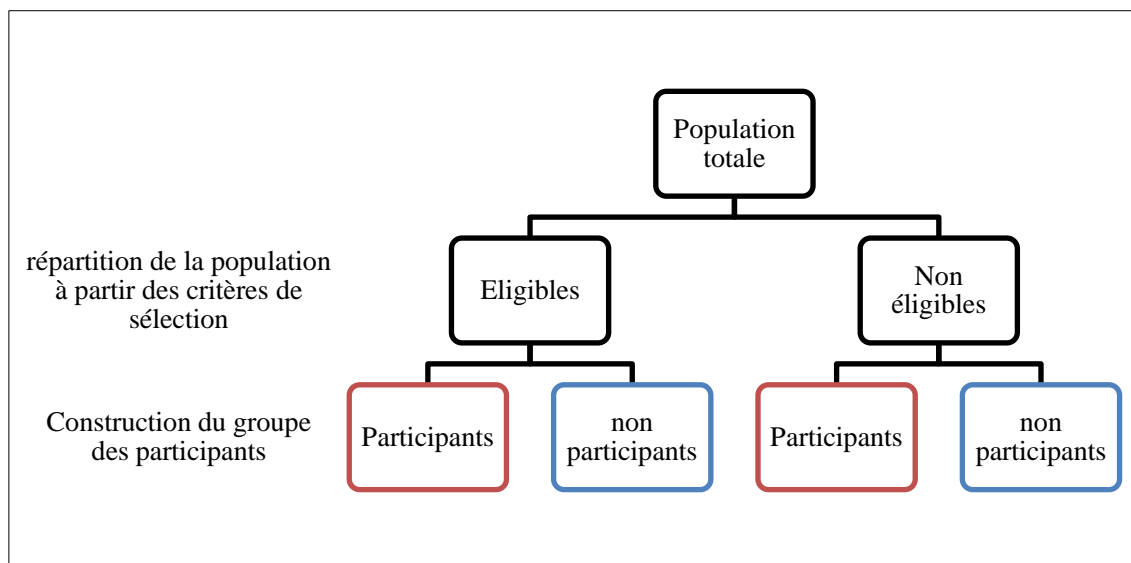 Population
totale
répartition de la population
à partir des critères de
sélection
Eligibles
Non
éligibles
Construction du groupe
des participants
Participants
non
participants
Participants
non
participants